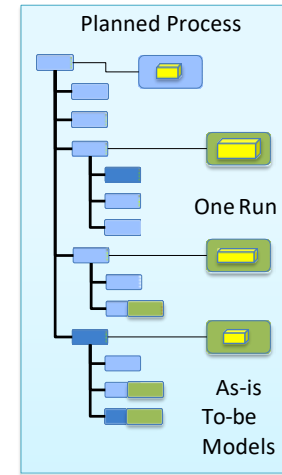 Planned Process
One Run
As-is
To-be
Models